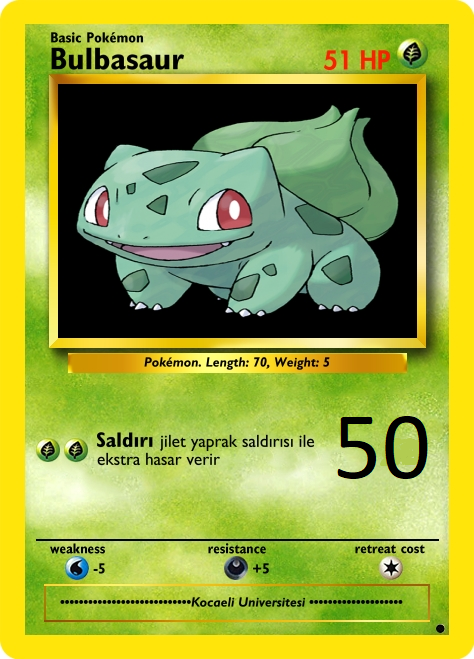 Basic Pokémon
Bulbasaur 51 HP
Pokémon. Length: 70, Weight: 5
Saldırı jilet yaprak saldırısı ile
ekstra hasar verir
50
weakness resistance retreat cost
-5 +5
Kocaeli Universitesi